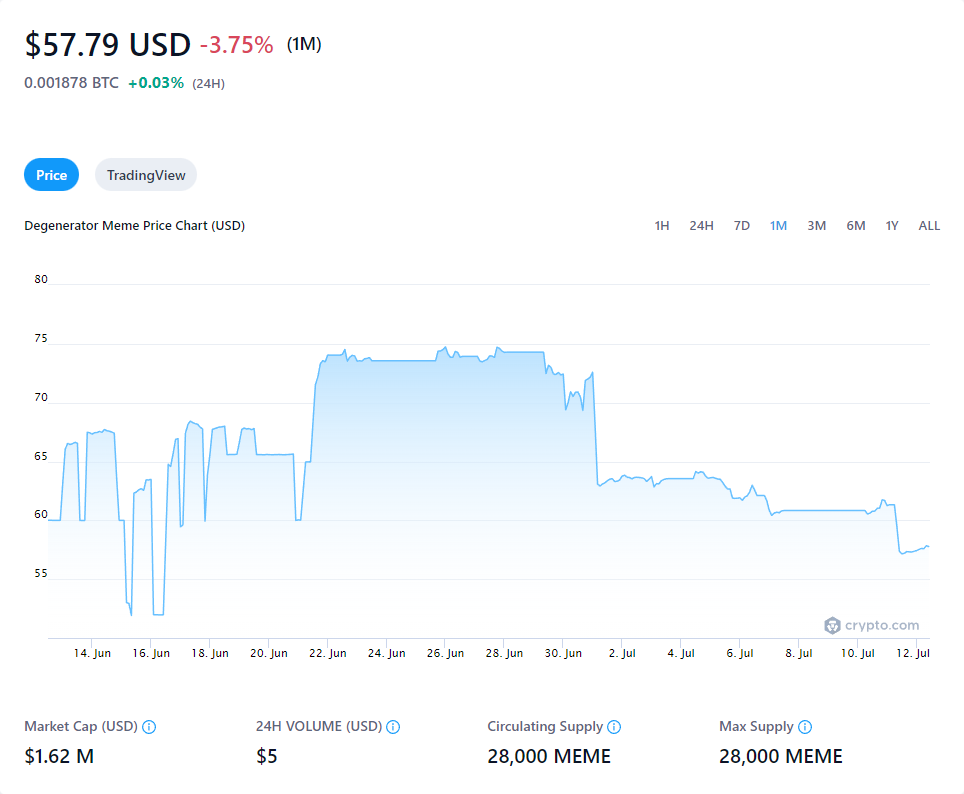 $57.79 USD -3.75% (1M)
0.001878 BTC +0.03% (24H)
Price TradingView
Degenerator Meme Price Chart (USD) 1H 24H 7D 1M 3M 6M 1Y ALL
80
75
70
65
60
55
crypto.com
14. Jun 16. Jun 18. Jun 20. Jun 22. Jun 24. Jun 26. Jun 28. Jun 30. Jun 2. Jul 4. Jul 6. Jul 8. Jul 10. Jul 12. Jul
Market Cap (USD) 24H VOLUME (USD) Circulating Supply Max Supply
$1.62 M $5 28,000 MEME 28,000 MEME